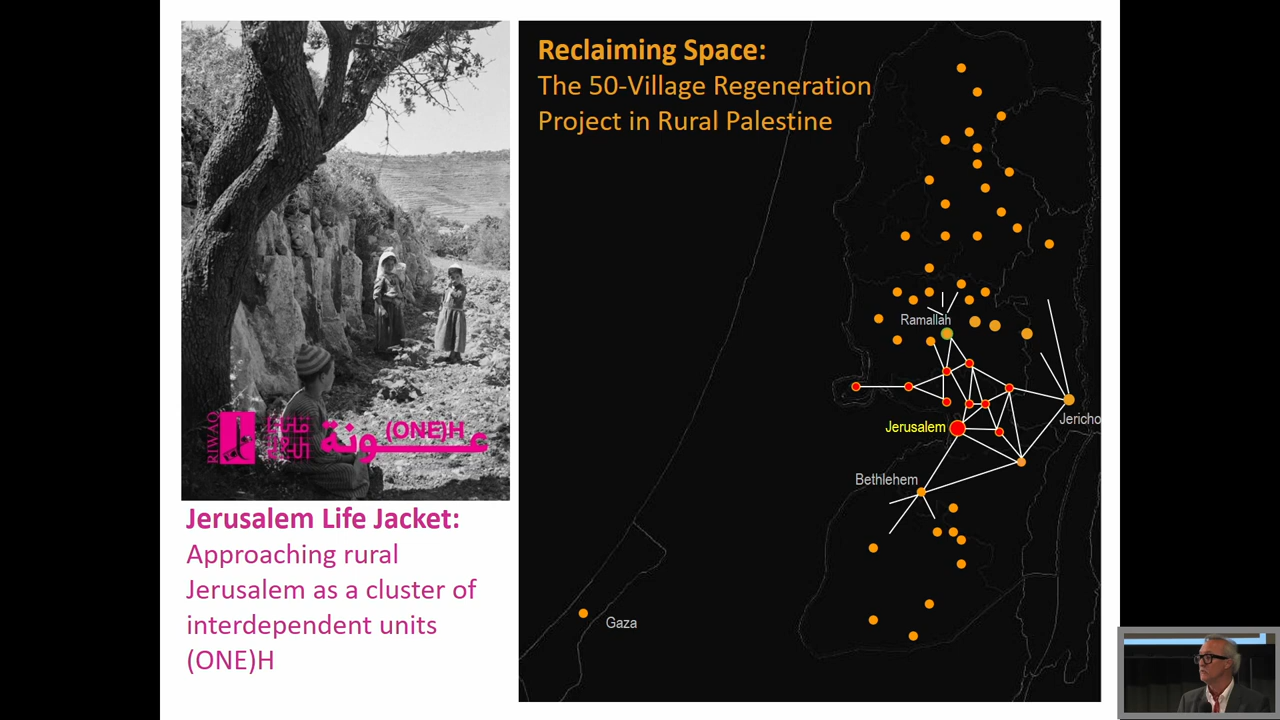 Reclaiming Space:
The 50-Village Regeneration
Project in Rural Palestine
Ramallah
Jerusalem
Jericho
Bethlehem
Gaza
RIWAQ
(ONE)H
عـــونة
Jerusalem Life Jacket:
Approaching rural
Jerusalem as a cluster of
interdependent units
(ONE)H